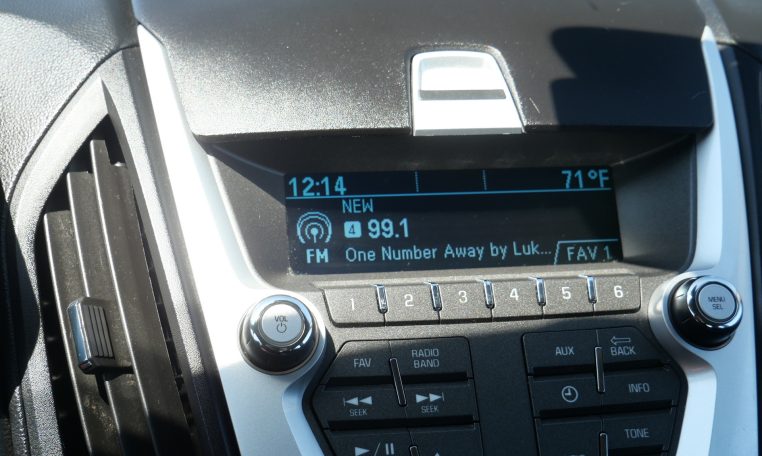 12:14 71°F
NEW
4 99.1
FM One Number Away by Luk... FAV 1
1 2 3 4 5 6
VOL
MENU
SEL
FAV RADIO
BAND
AUX BACK
SEEK SEEK
INFO
TONE